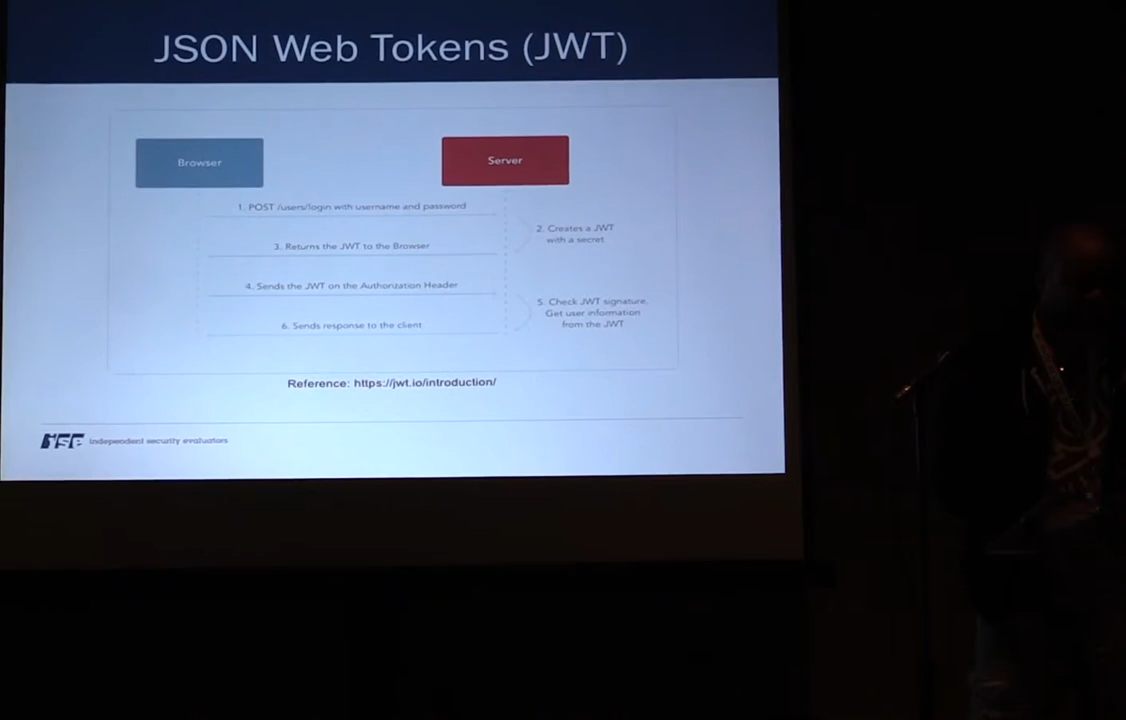 JSON Web Tokens (JWT)
Browser
Server
1. POST /users/login with username and password
2. Creates a JWT
with a secret
3. Returns the JWT to the Browser
4. Sends the JWT on the Authorization Header
5. Check JWT signature.
Get user information
from the JWT
6. Sends response to the client
Reference: https://jwt.io/introduction/
ise independent security evaluators